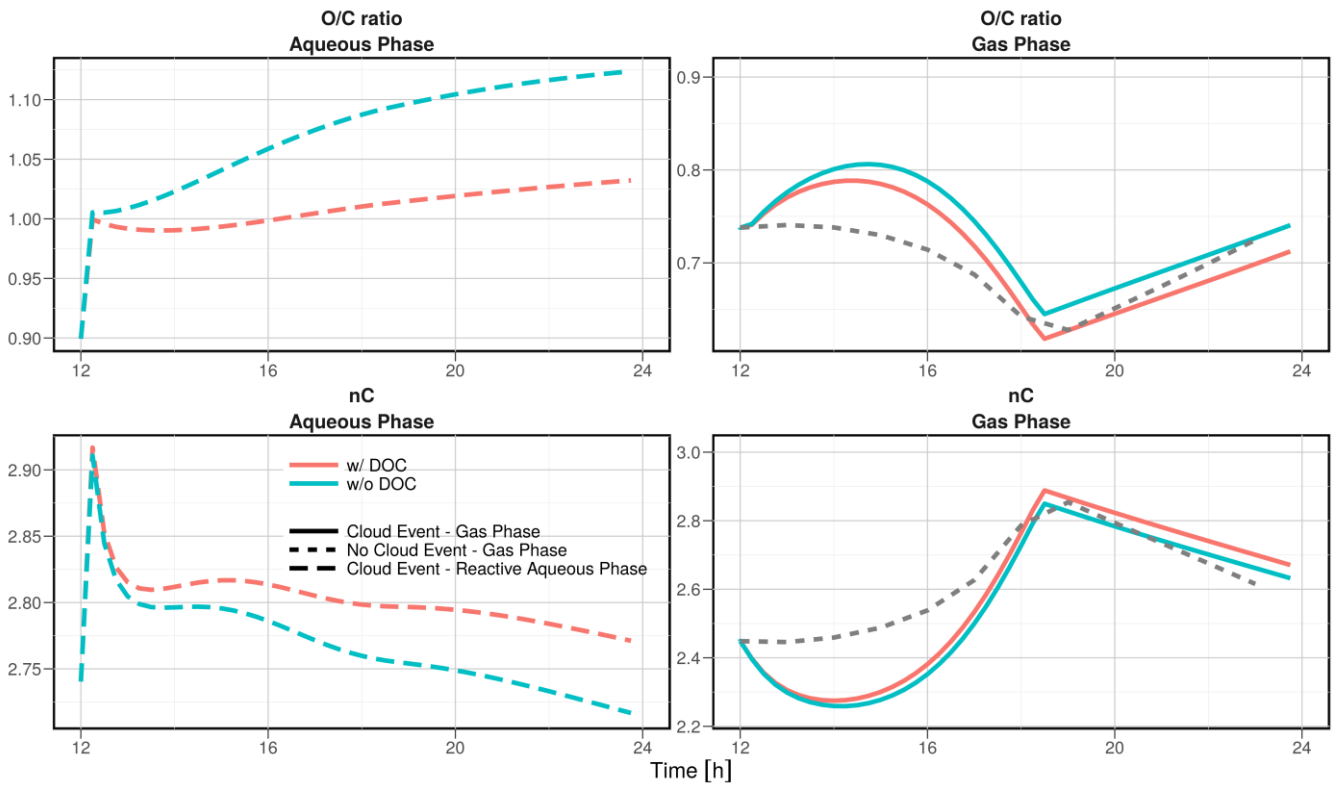 O/C ratio
Aqueous Phase
1.10
1.05
1.00
0.95
0.90
12 16 20 24
O/C ratio
Gas Phase
0.9
0.8
0.7
12 16 20 24
nC
Aqueous Phase
2.90
2.85
2.80
2.75
w/ DOC
w/o DOC
Cloud Event - Gas Phase
No Cloud Event - Gas Phase
Cloud Event - Reactive Aqueous Phase
12 16 20 24
nC
Gas Phase
3.0
2.8
2.6
2.4
2.2
12 16 20 24
Time [h]